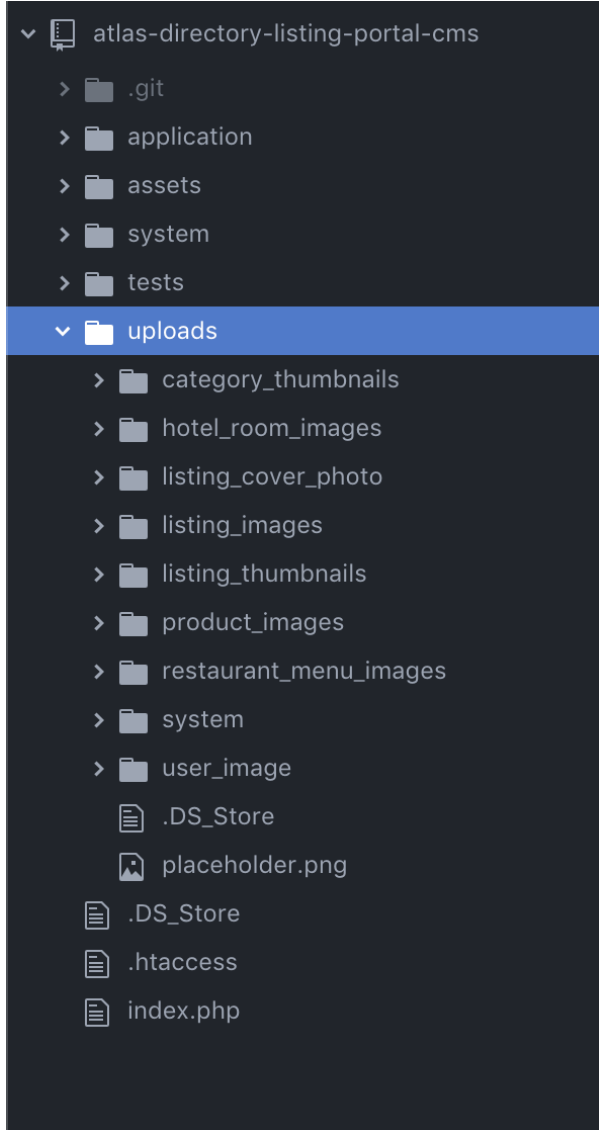 atlas-directory-listing-portal-cms
.git
application
assets
system
tests
uploads
category_thumbnails
hotel_room_images
listing_cover_photo
listing_images
listing_thumbnails
product_images
restaurant_menu_images
system
user_image
.DS_Store
placeholder.png
.DS_Store
.htaccess
index.php